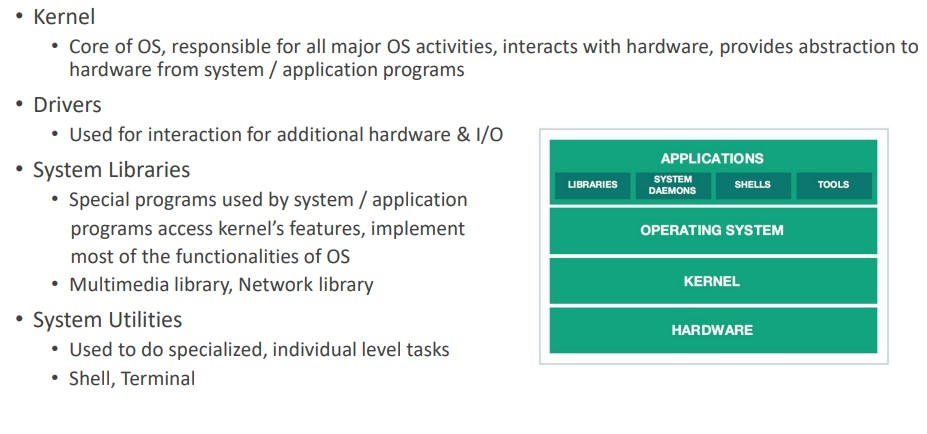 • Kernel
• Core of OS, responsible for all major OS activities, interacts with hardware, provides abstraction to
hardware from system / application programs
• Drivers
• Used for interaction for additional hardware & I/O
• System Libraries
• Special programs used by system / application
programs access kernel's features, implement
most of the functionalities of OS
• Multimedia library, Network library
• System Utilities
• Used to do specialized, individual level tasks
• Shell, Terminal
APPLICATIONS
LIBRARIES
SYSTEM
DAEMONS
SHELLS
TOOLS
OPERATING SYSTEM
KERNEL
HARDWARE